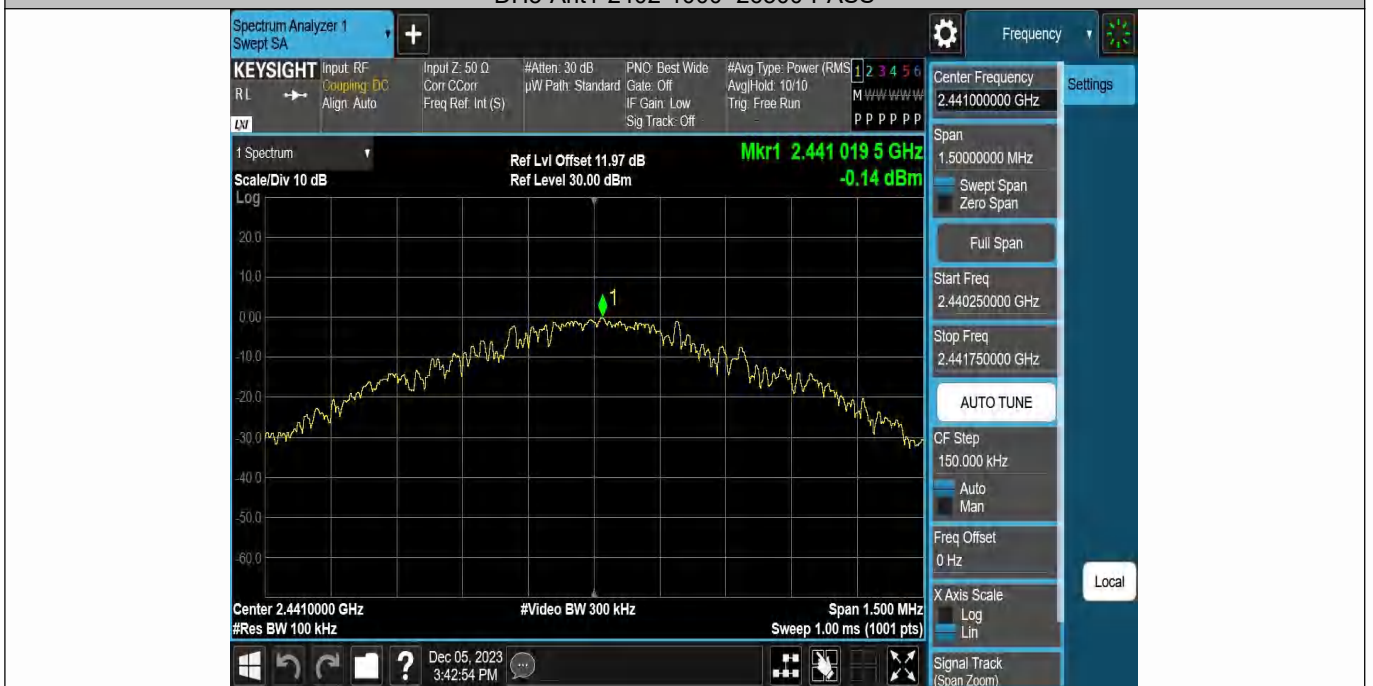 Spectrum Analyzer 1
Swept SA
Frequency
KEYSIGHT
RL
LXI
Input: RF
Coupling: DC
Align: Auto
Input Z: 50 Ω
Corr CCorr
Freq Ref: Int (S)
#Atten: 30 dB
µW Path: Standard
PNO: Best Wide
Gate: Off
IF Gain: Low
Sig Track: Off
#Avg Type: Power (RMS
Avg|Hold: 10/10
Trig: Free Run
1 2 3 4 5 6
M W W W W W
P P P P P P
1 Spectrum
Scale/Div 10 dB
Log
Ref Lvl Offset 11.97 dB
Ref Level 30.00 dBm
Mkr1 2.441 019 5 GHz
-0.14 dBm
20.0
10.0
0.00
-10.0
-20.0
-30.0
-40.0
-50.0
-60.0
1
Center 2.4410000 GHz
#Res BW 100 kHz
#Video BW 300 kHz
Span 1.500 MHz
Sweep 1.00 ms (1001 pts)
Dec 05, 2023
3:42:54 PM
Center Frequency
2.441000000 GHz
Settings
Span
1.50000000 MHz
Swept Span
Zero Span
Full Span
Start Freq
2.440250000 GHz
Stop Freq
2.441750000 GHz
AUTO TUNE
CF Step
150.000 kHz
Auto
Man
Freq Offset
0 Hz
Local
X Axis Scale
Log
Lin
Signal Track
(Span Zoom)